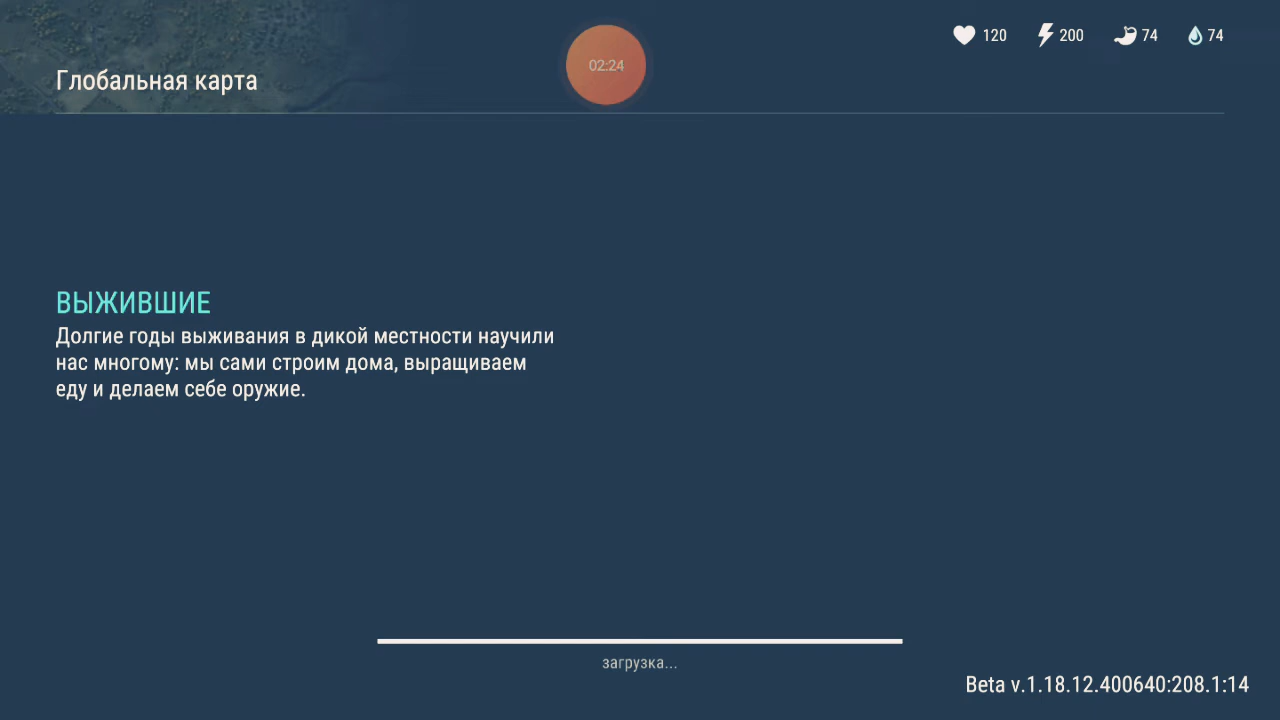 120 200 74 74
02:24
Глобальная карта
ВЫЖИВШИЕ
Долгие годы выживания в дикой местности научили
нас многому: мы сами строим дома, выращиваем
еду и делаем себе оружие.
загрузка...
Beta v.1.18.12.400640:208.1:14